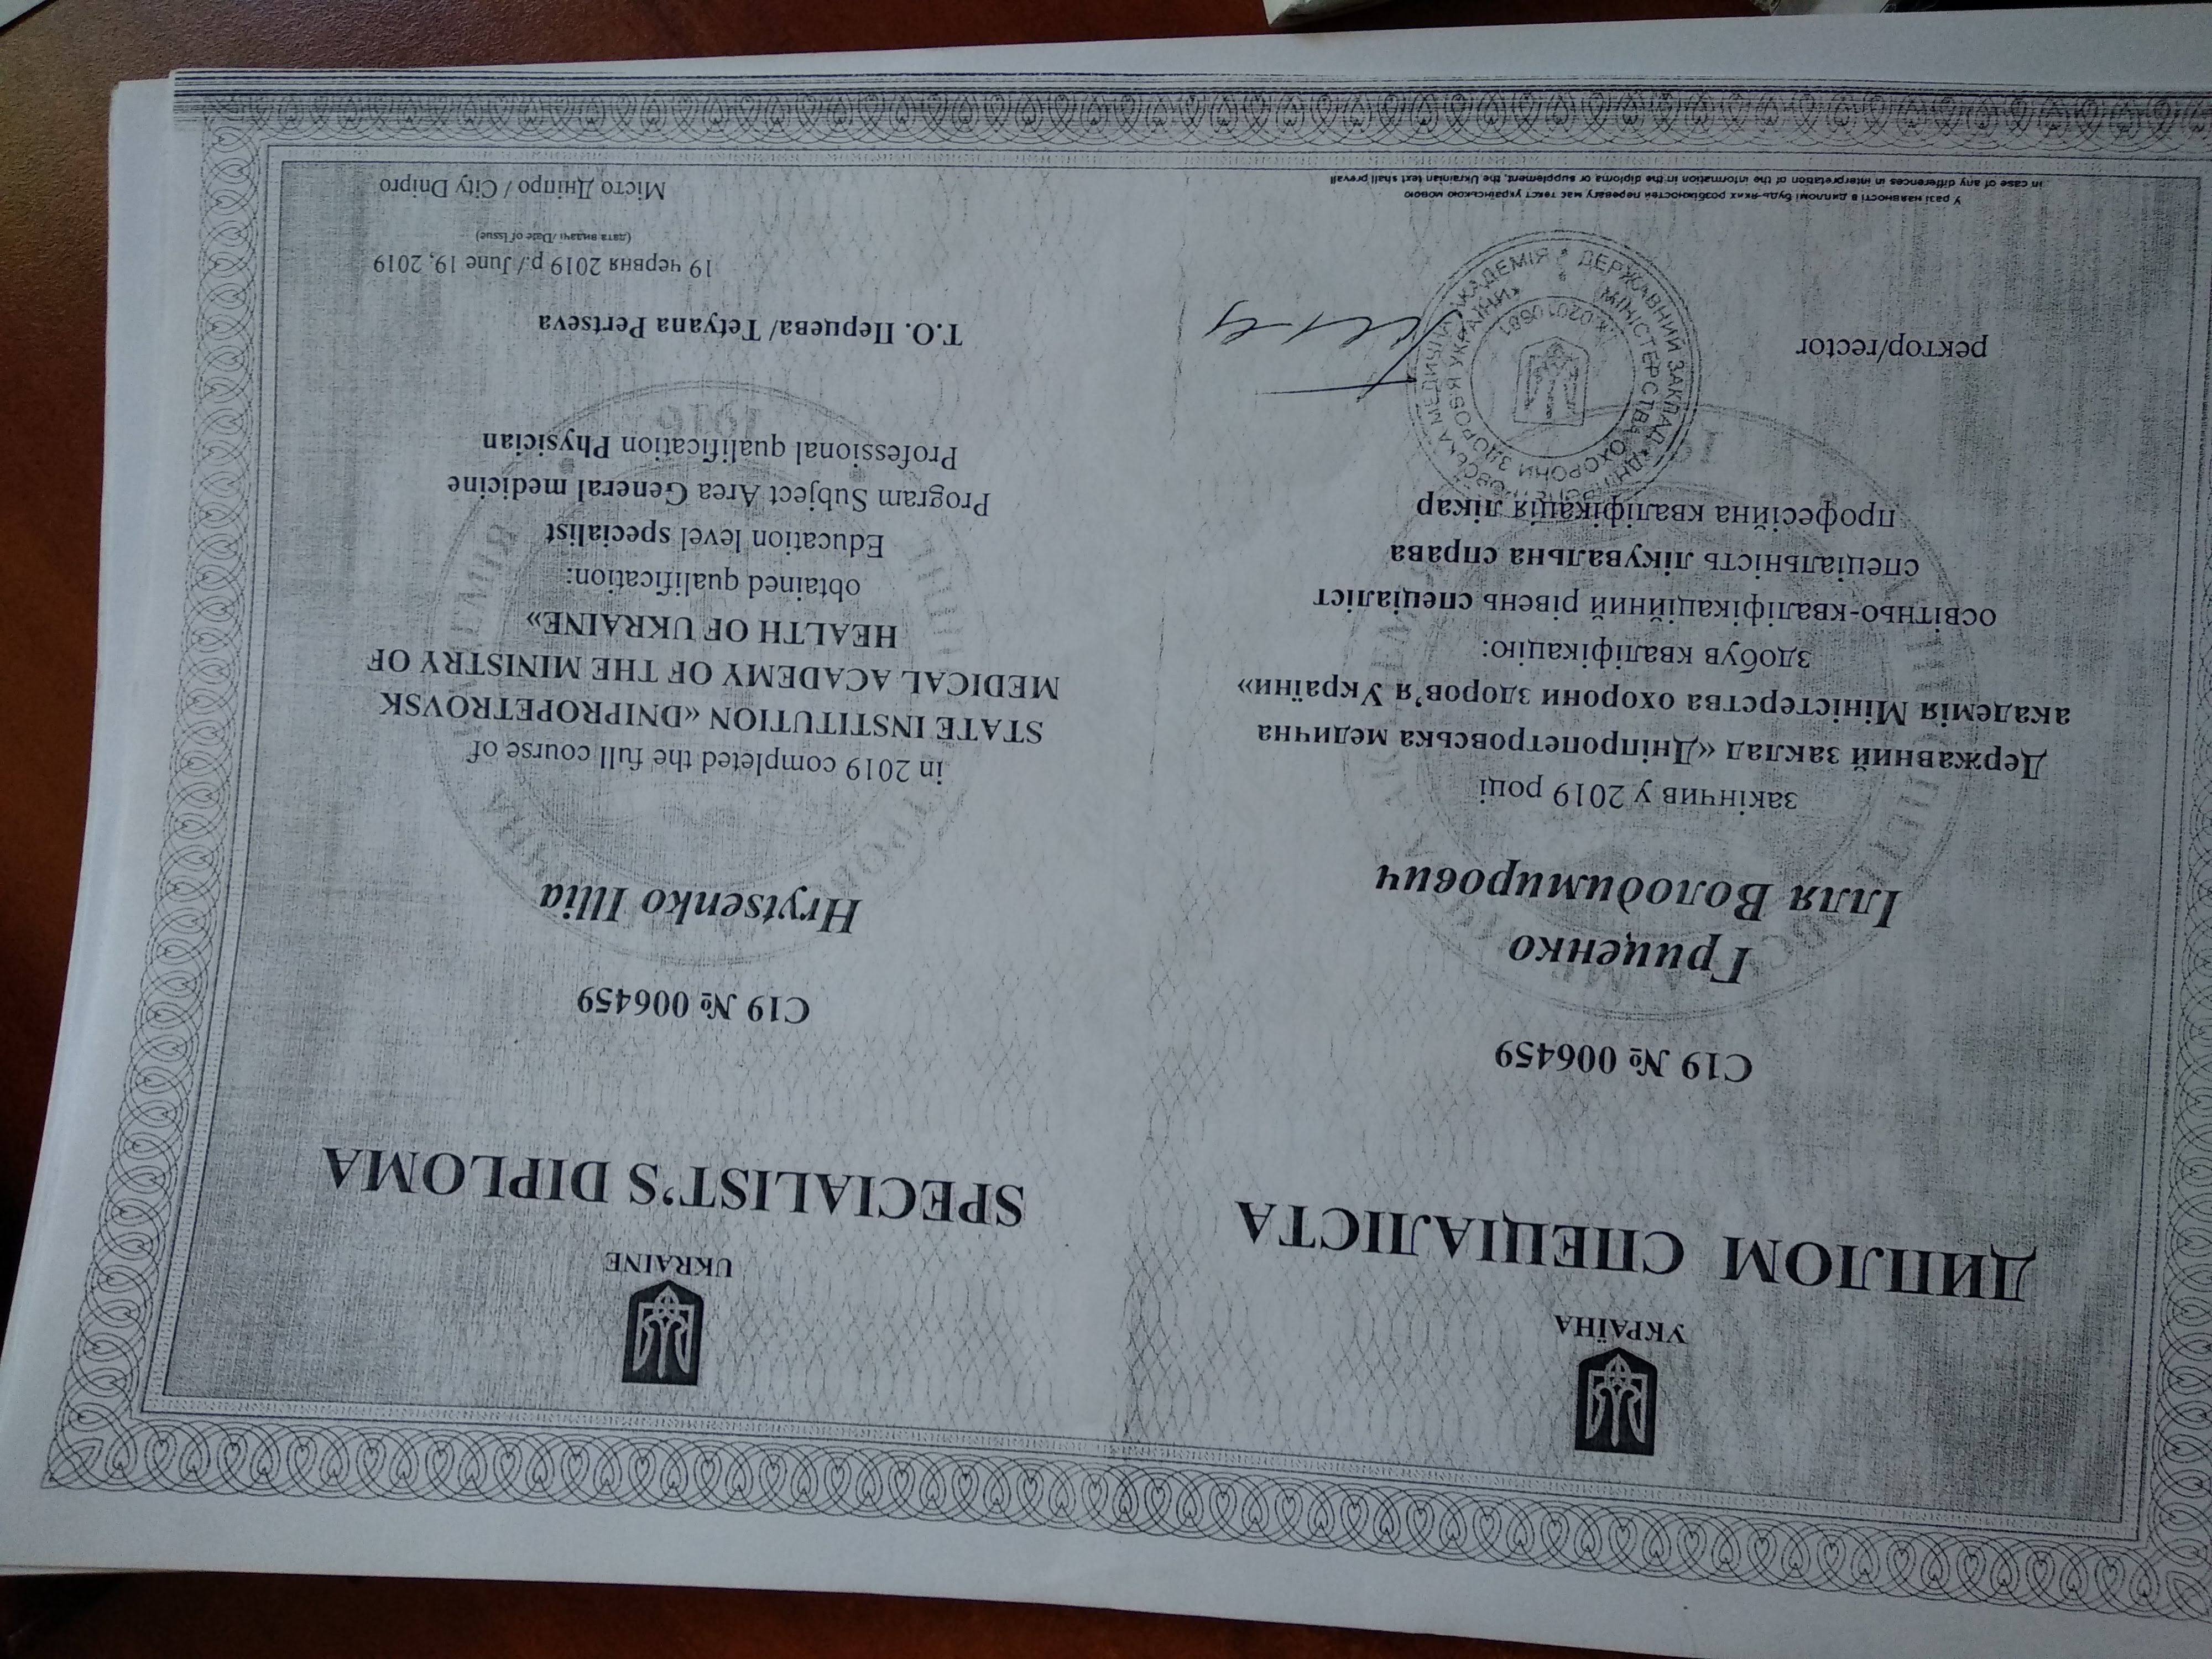 УКРАЇНА
ДИПЛОМ СПЕЦІАЛІСТА
С19 № 006459
Гриценко
Ілля Володимирович
закінчив у 2019 році
Державний заклад «Дніпропетровська медична
академія Міністерства охорони здоров’я України»
здобув кваліфікацію:
освітньо-кваліфікаційний рівень спеціаліст
спеціальність лікувальна справа
професійна кваліфікація лікар
ДЕРЖАВНИЙ ЗАКЛАД «ДНІПРОПЕТРОВСЬКА МЕДИЧНА АКАДЕМІЯ
МІНІСТЕРСТВА ОХОРОНИ ЗДОРОВ'Я УКРАЇНИ»
ректор/rector
У разі наявності в дипломі будь-яких розбіжностей перевагу має текст українською мовою
in case of any differences in interpretation of the information in the diploma or supplement, the Ukrainian text shall prevail
UKRAINE
SPECIALIST’S DIPLOMA
C19 № 006459
Hrytsenko Illia
in 2019 completed the full course of
STATE INSTITUTION «DNIPROPETROVSK
MEDICAL ACADEMY OF THE MINISTRY OF
HEALTH OF UKRAINE»
obtained qualification:
Education level specialist
Program Subject Area General medicine
Professional qualification Physician
1916
Т.О. Перцева/ Tetyana Pertseva
19 червня 2019 р./ June 19, 2019
(дата видачі /Date of Issue)
Місто Дніпро / City Dnipro